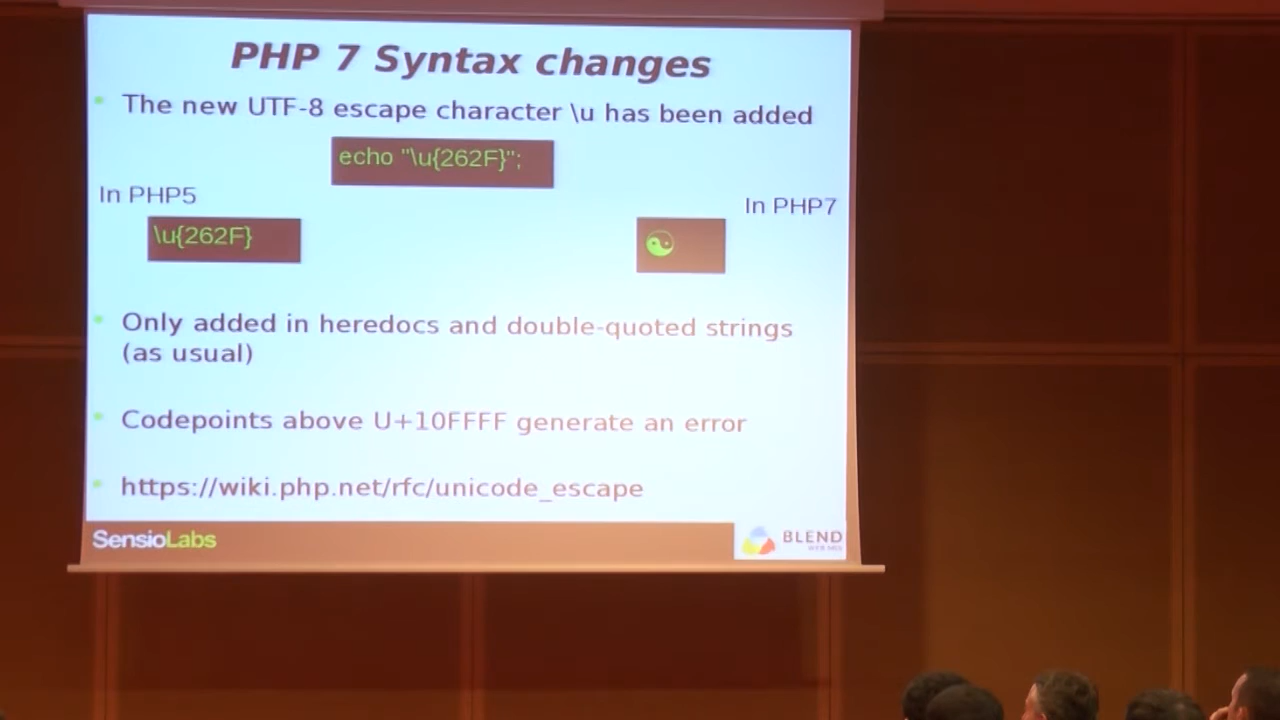 PHP 7 Syntax changes
The new UTF-8 escape character \u has been added
echo "\u{262F}";
In PHP5
In PHP7
\u{262F}
☯
Only added in heredocs and double-quoted strings
(as usual)
Codepoints above U+10FFFF generate an error
https://wiki.php.net/rfc/unicode_escape
SensioLabs
BLEND